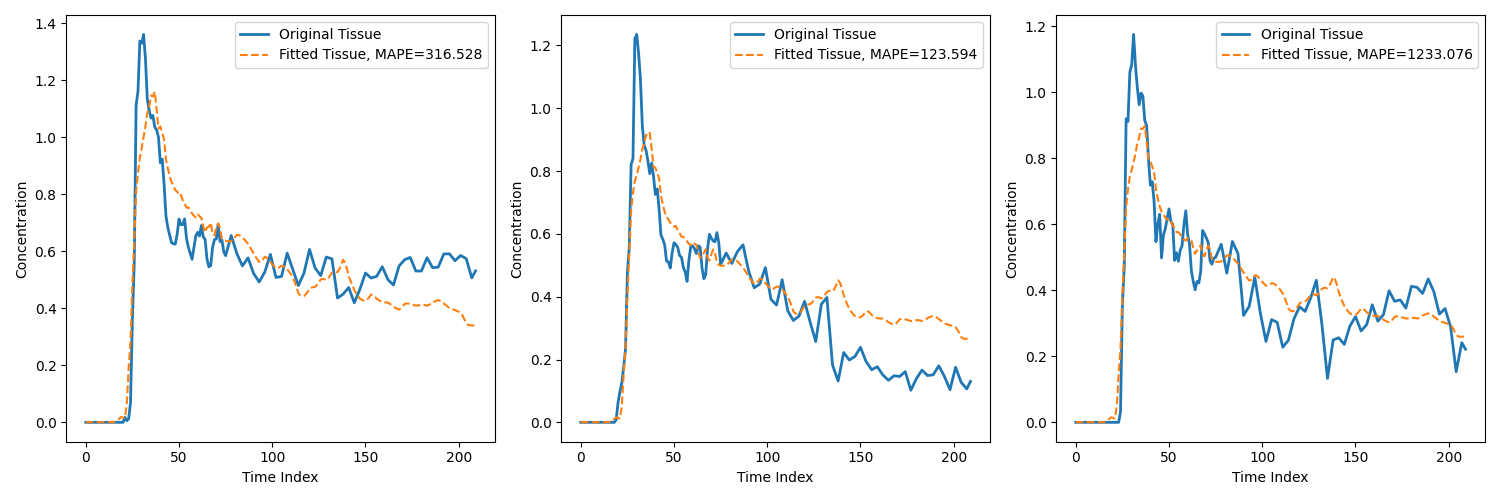 Original Tissue
Fitted Tissue, MAPE=316.528
Concentration
1.4
1.2
1.0
0.8
0.6
0.4
0.2
0.0
0 50 100 150 200
Time Index
Original Tissue
Fitted Tissue, MAPE=123.594
Concentration
1.2
1.0
0.8
0.6
0.4
0.2
0.0
0 50 100 150 200
Time Index
Original Tissue
Fitted Tissue, MAPE=1233.076
Concentration
1.2
1.0
0.8
0.6
0.4
0.2
0.0
0 50 100 150 200
Time Index